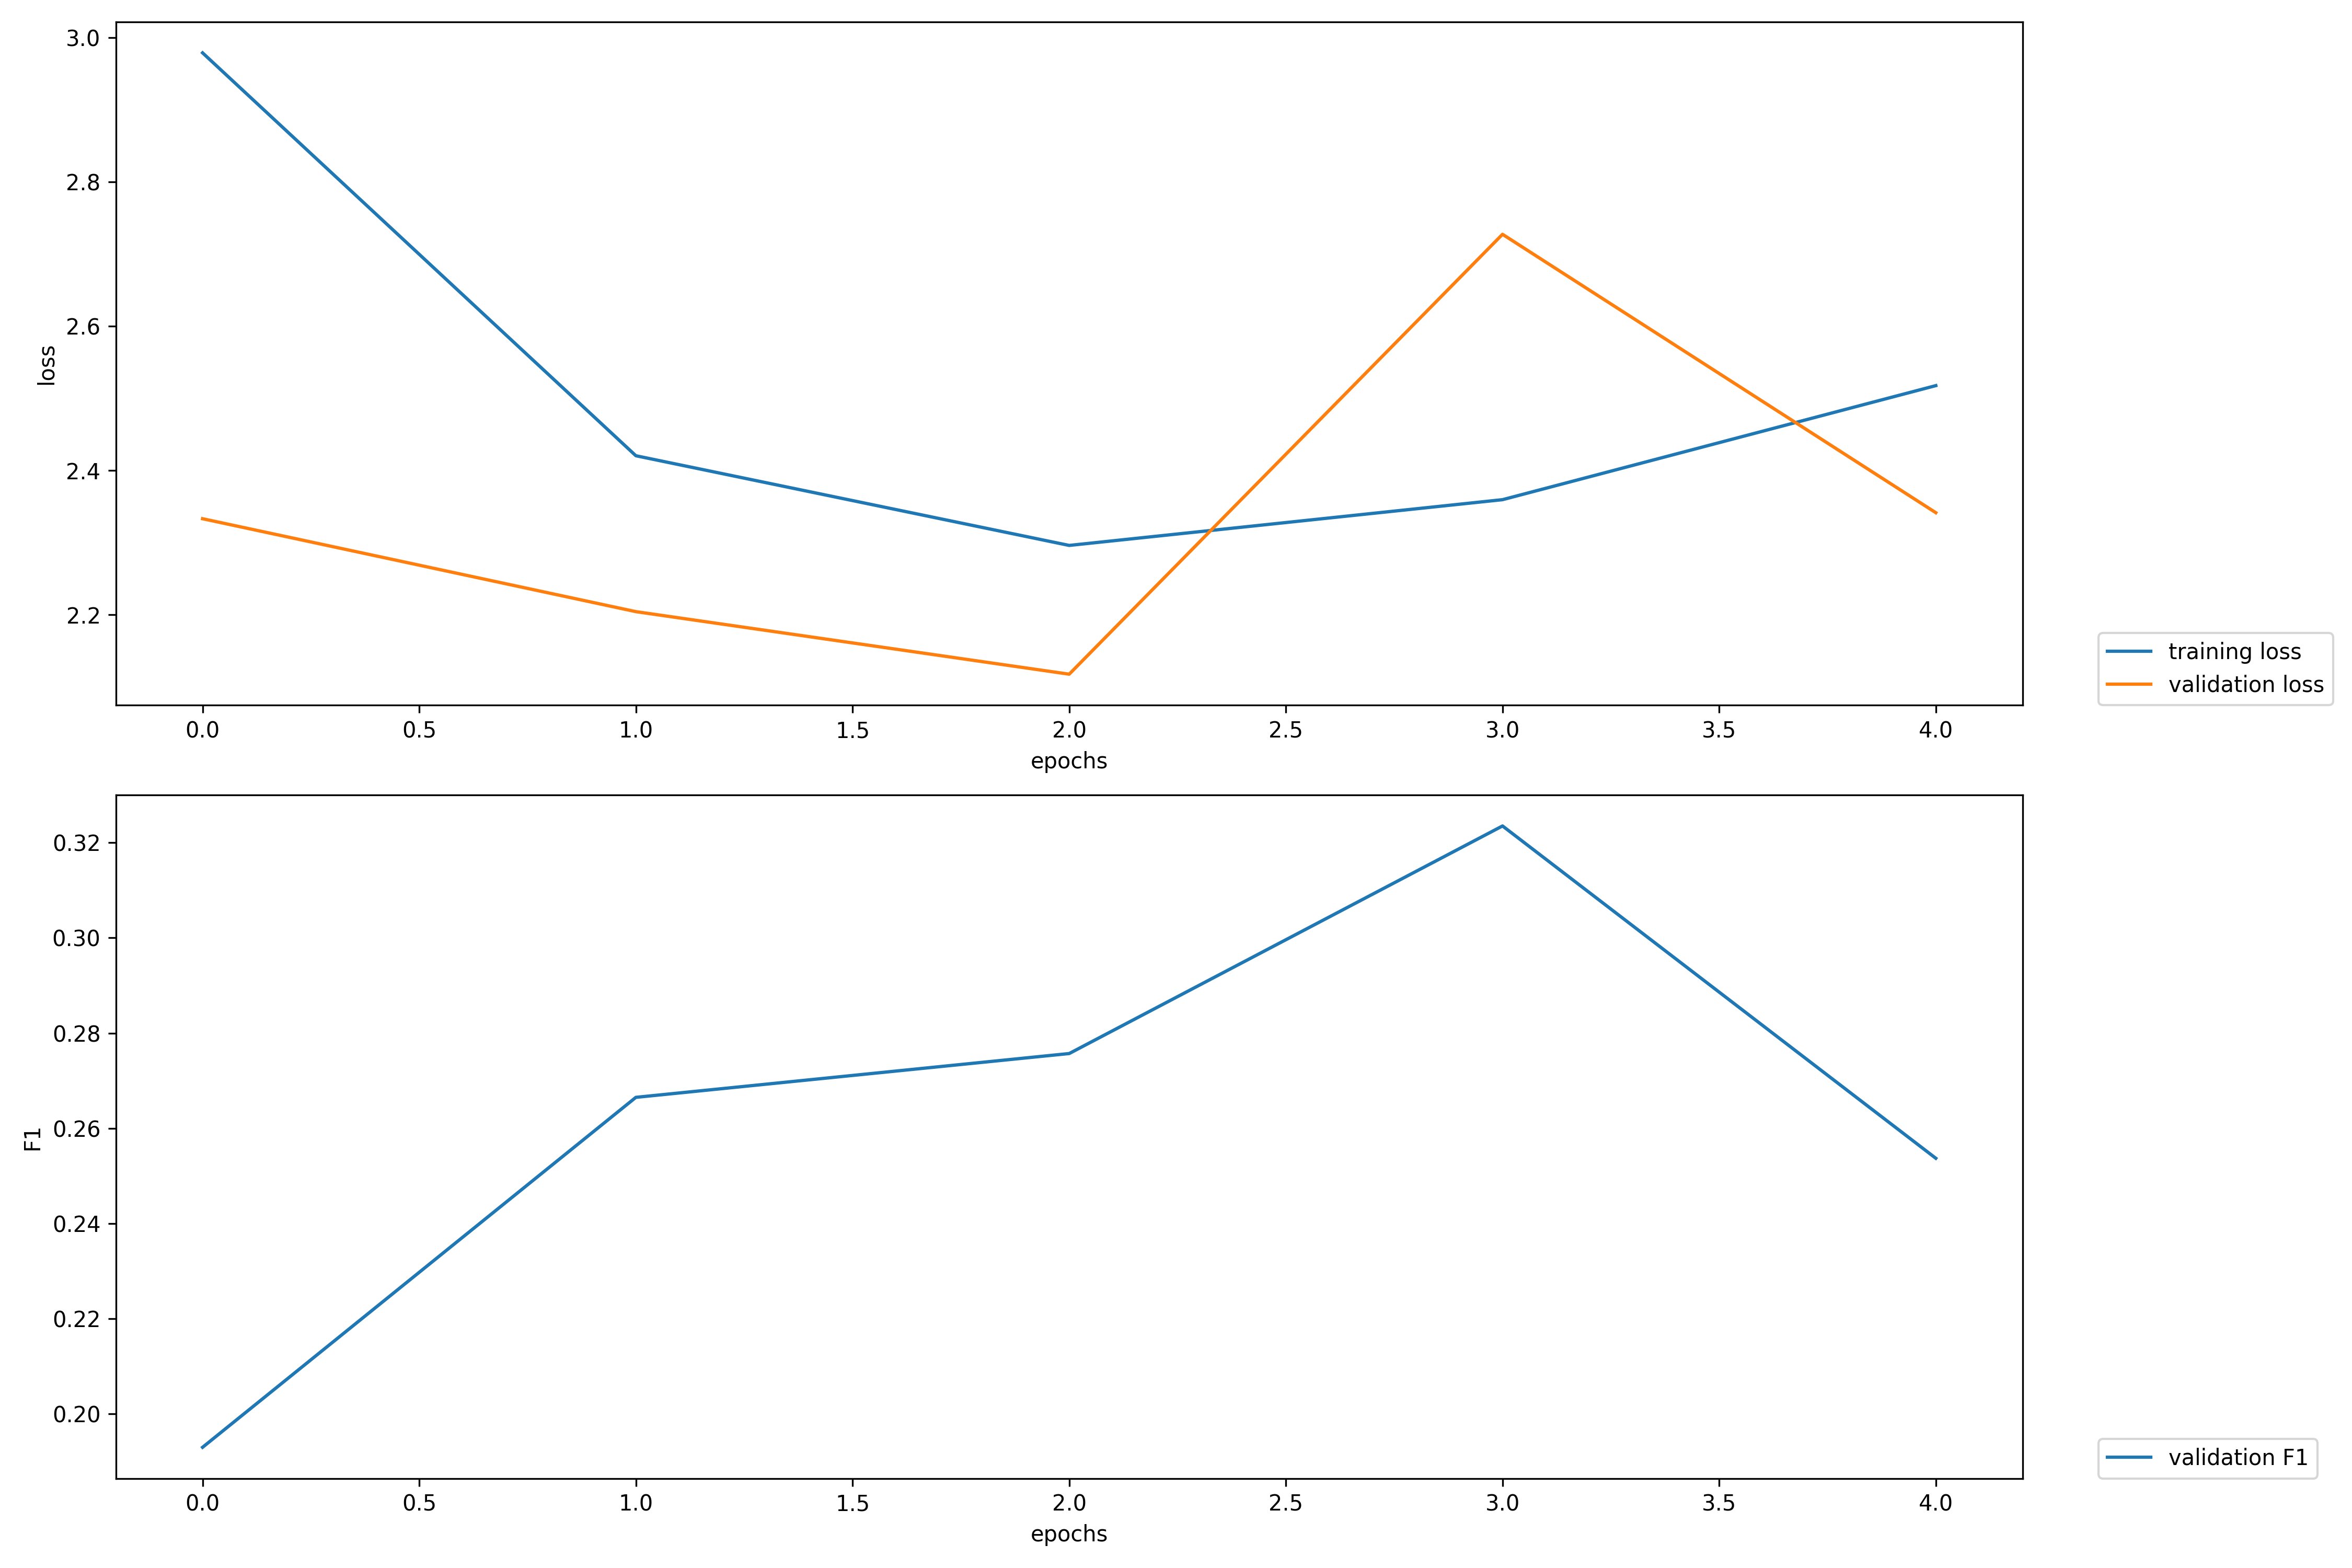 3.0
2.8
2.6
2.4
2.2
loss
0.0 0.5 1.0 1.5 2.0 2.5 3.0 3.5 4.0
epochs
training loss
validation loss
0.32
0.30
0.28
0.26
0.24
0.22
0.20
F1
0.0 0.5 1.0 1.5 2.0 2.5 3.0 3.5 4.0
epochs
validation F1